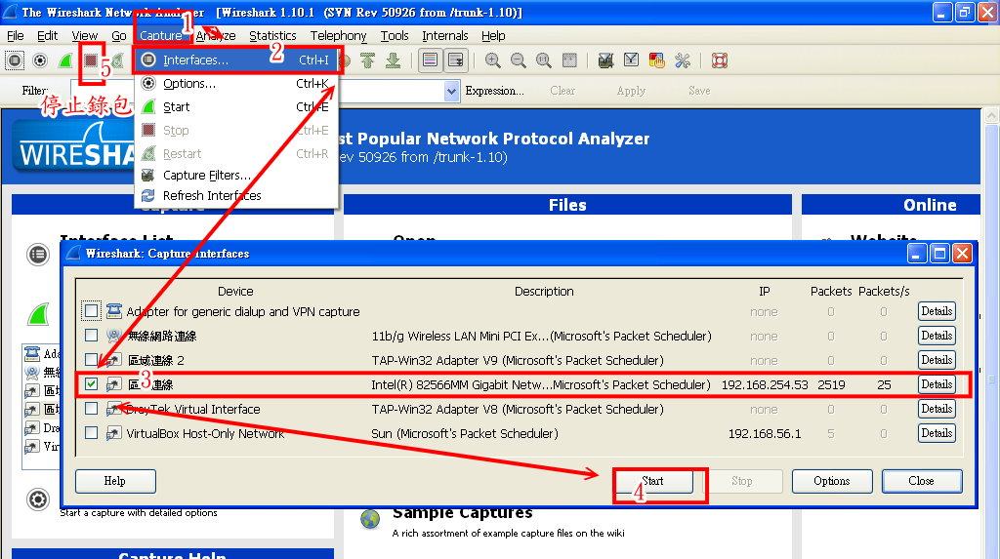 The Wireshark Network Analyzer [Wireshark 1.10.1 (SVN Rev 50926 from /trunk-1.10)]
File Edit View Go Capture Analyze Statistics Telephony Tools Internals Help
1
2
5
Interfaces... Ctrl+I
Options... Ctrl+K
Start Ctrl+E
Stop Ctrl+E
Restart Ctrl+R
Capture Filters...
Refresh Interfaces
Filter: Expression... Clear Apply Save
停止錄包
WIRESHA
st Popular Network Protocol Analyzer
ev 50926 from /trunk-1.10)
Capture Files Online
Interface List Open Website
Wireshark: Capture Interfaces
Device Description IP Packets Packets/s
Adapter for generic dialup and VPN capture none 0 0 Details
無線網路連線 11b/g Wireless LAN Mini PCI Ex...(Microsoft's Packet Scheduler) none 0 0 Details
區域連線 2 TAP-Win32 Adapter V9 (Microsoft's Packet Scheduler) none 0 0 Details
3
區域連線 Intel(R) 82566MM Gigabit Netw...Microsoft's Packet Scheduler) 192.168.254.53 2519 25 Details
DrayTek Virtual Interface TAP-Win32 Adapter V8 (Microsoft's Packet Scheduler) none 0 0 Details
VirtualBox Host-Only Network Sun (Microsoft's Packet Scheduler) 192.168.56.1 5 0 Details
Help Start Stop Options Close
4
Ada
無線
區域
區域
Dra
Vir
Start a capture with detailed options
Sample Captures
A rich assortment of example capture files on the wiki
Capture Help